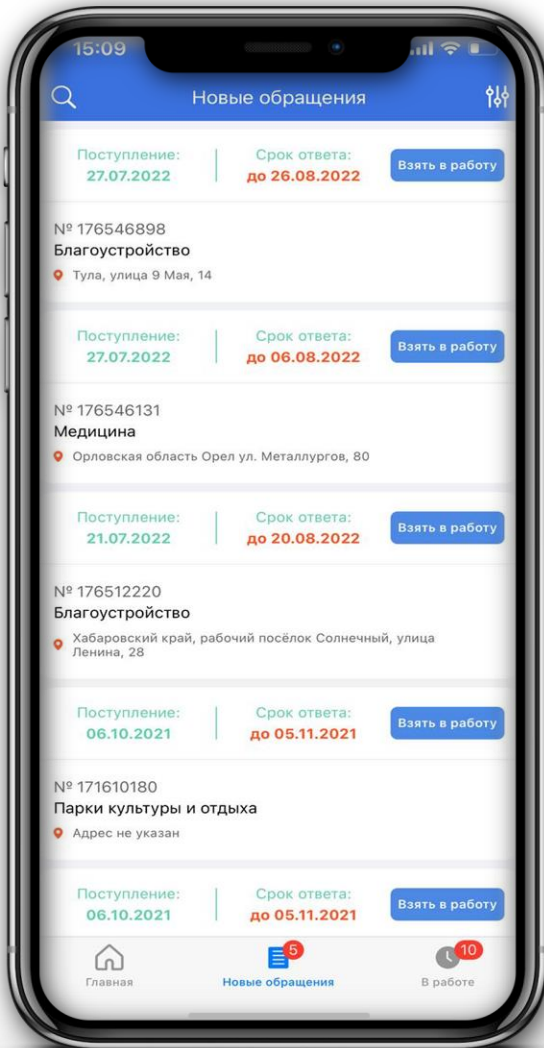 15:09
Новые обращения
Поступление: Срок ответа:
27.07.2022 до 26.08.2022 Взять в работу
№ 176546898
Благоустройство
Тула, улица 9 Мая, 14
Поступление: Срок ответа:
27.07.2022 до 06.08.2022 Взять в работу
№ 176546131
Медицина
Орловская область Орел ул. Металлургов, 80
Поступление: Срок ответа:
21.07.2022 до 20.08.2022 Взять в работу
№ 176512220
Благоустройство
Хабаровский край, рабочий посёлок Солнечный, улица
Ленина, 28
Поступление: Срок ответа:
06.10.2021 до 05.11.2021 Взять в работу
№ 171610180
Парки культуры и отдыха
Адрес не указан
Поступление: Срок ответа:
06.10.2021 до 05.11.2021 Взять в работу
5 10
Главная Новые обращения В работе